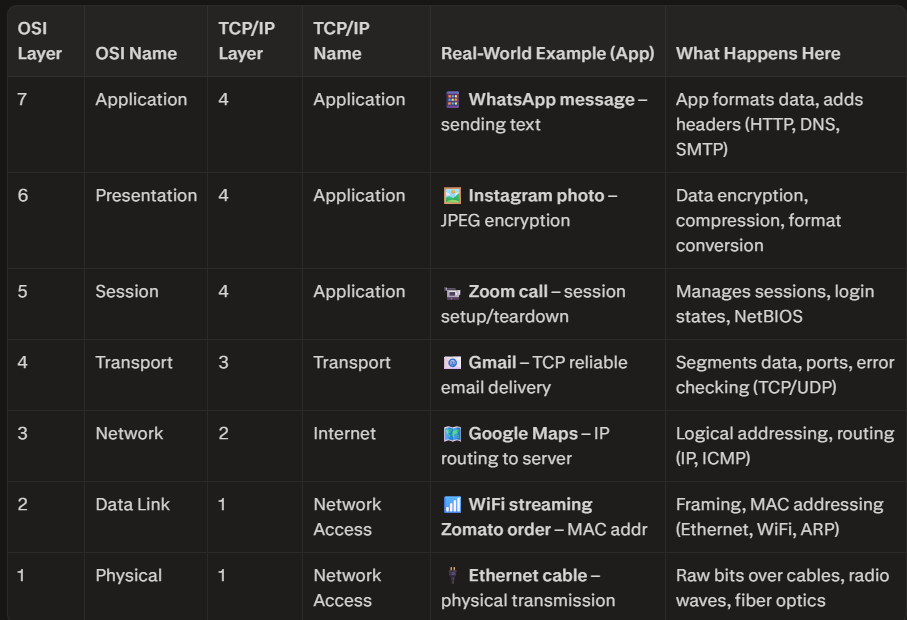 OSI Layer
OSI Name
TCP/IP Layer
TCP/IP Name
Real-World Example (App)
What Happens Here
7
Application
4
Application
WhatsApp message –
sending text
App formats data, adds
headers (HTTP, DNS,
SMTP)
6
Presentation
4
Application
Instagram photo –
JPEG encryption
Data encryption,
compression, format
conversion
5
Session
4
Application
Zoom call – session
setup/teardown
Manages sessions, login
states, NetBIOS
4
Transport
3
Transport
Gmail – TCP reliable
email delivery
Segments data, ports, error
checking (TCP/UDP)
3
Network
2
Internet
Google Maps – IP
routing to server
Logical addressing, routing
(IP, ICMP)
2
Data Link
1
Network
Access
WiFi streaming
Zomato order – MAC addr
Framing, MAC addressing
(Ethernet, WiFi, ARP)
1
Physical
1
Network
Access
Ethernet cable –
physical transmission
Raw bits over cables, radio
waves, fiber optics